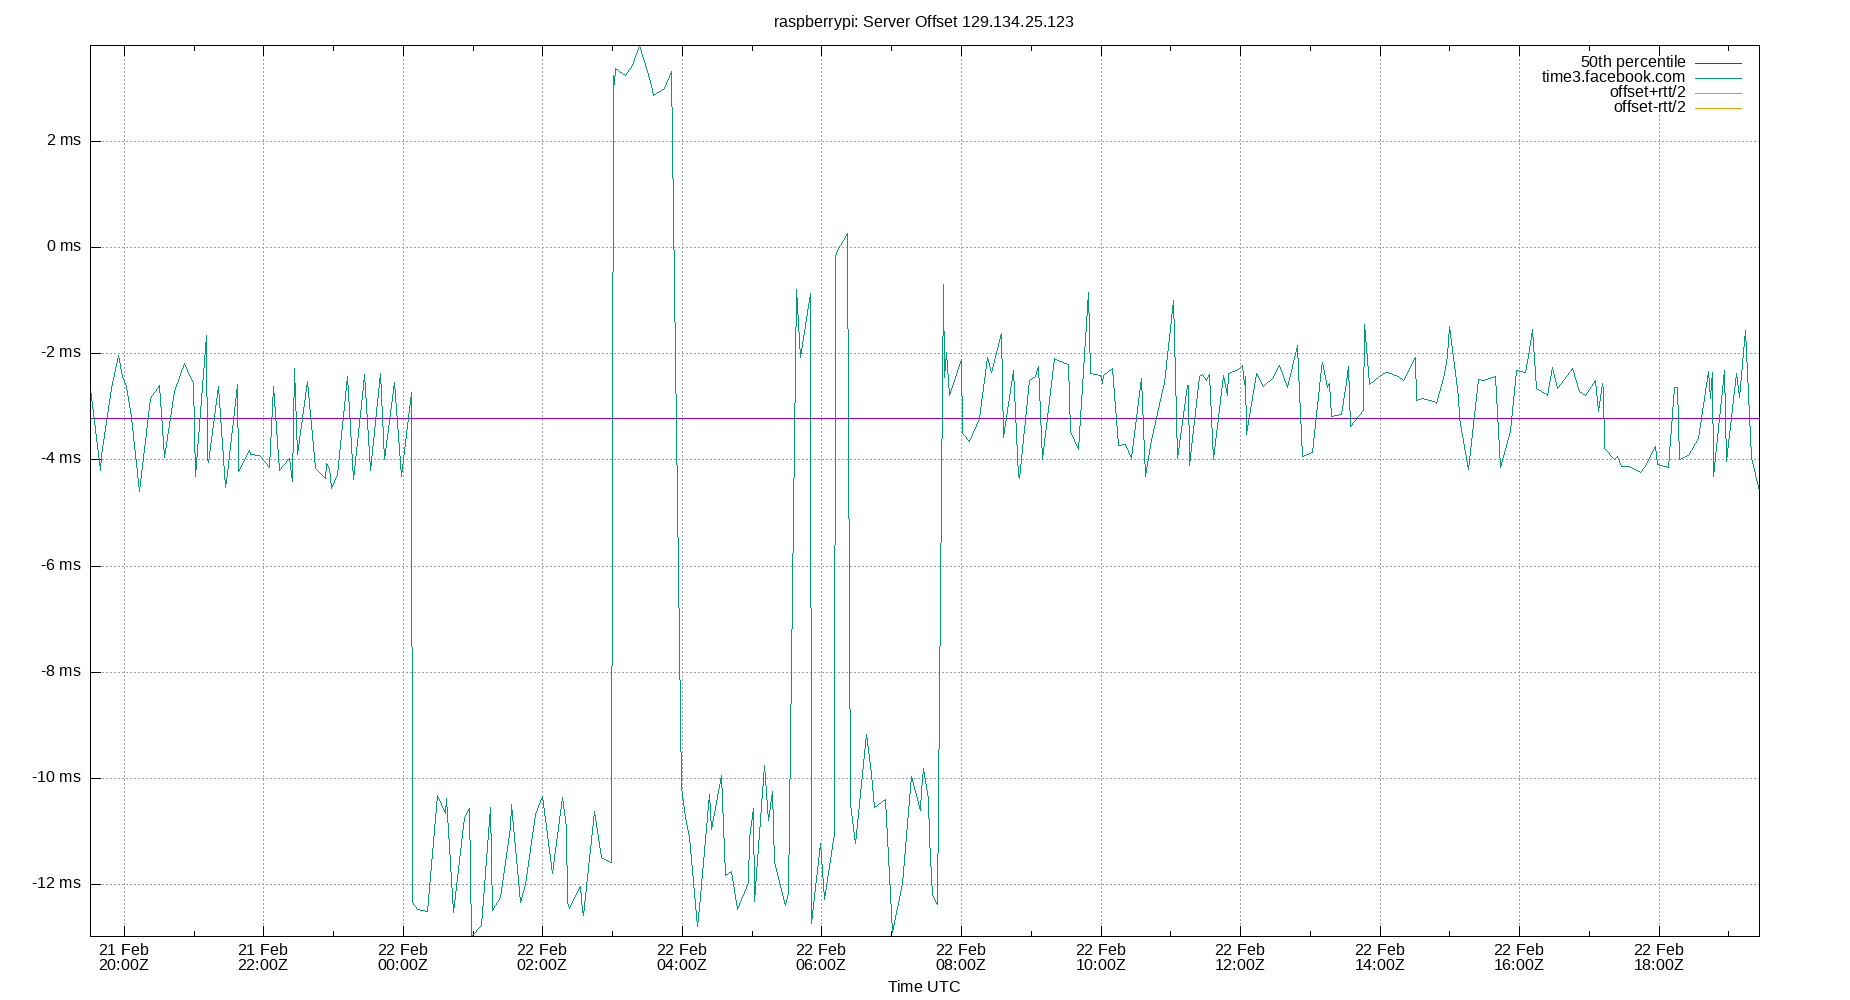 raspberrypi: Server Offset 129.134.25.123
50th percentile
time3.facebook.com
offset+rtt/2
offset-rtt/2
2 ms
0 ms
-2 ms
-4 ms
-6 ms
-8 ms
-10 ms
-12 ms
21 Feb 21 Feb 22 Feb 22 Feb 22 Feb 22 Feb 22 Feb 22 Feb 22 Feb 22 Feb 22 Feb 22 Feb
20:00Z 22:00Z 00:00Z 02:00Z 04:00Z 06:00Z 08:00Z 10:00Z 12:00Z 14:00Z 16:00Z 18:00Z
Time UTC